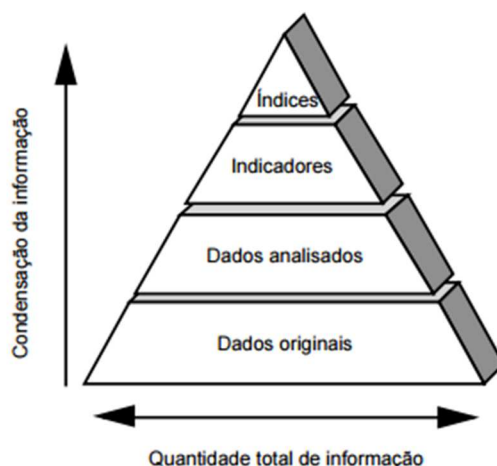 Condensação da informação
Índices
Indicadores
Dados analisados
Dados originais
Quantidade total de informação